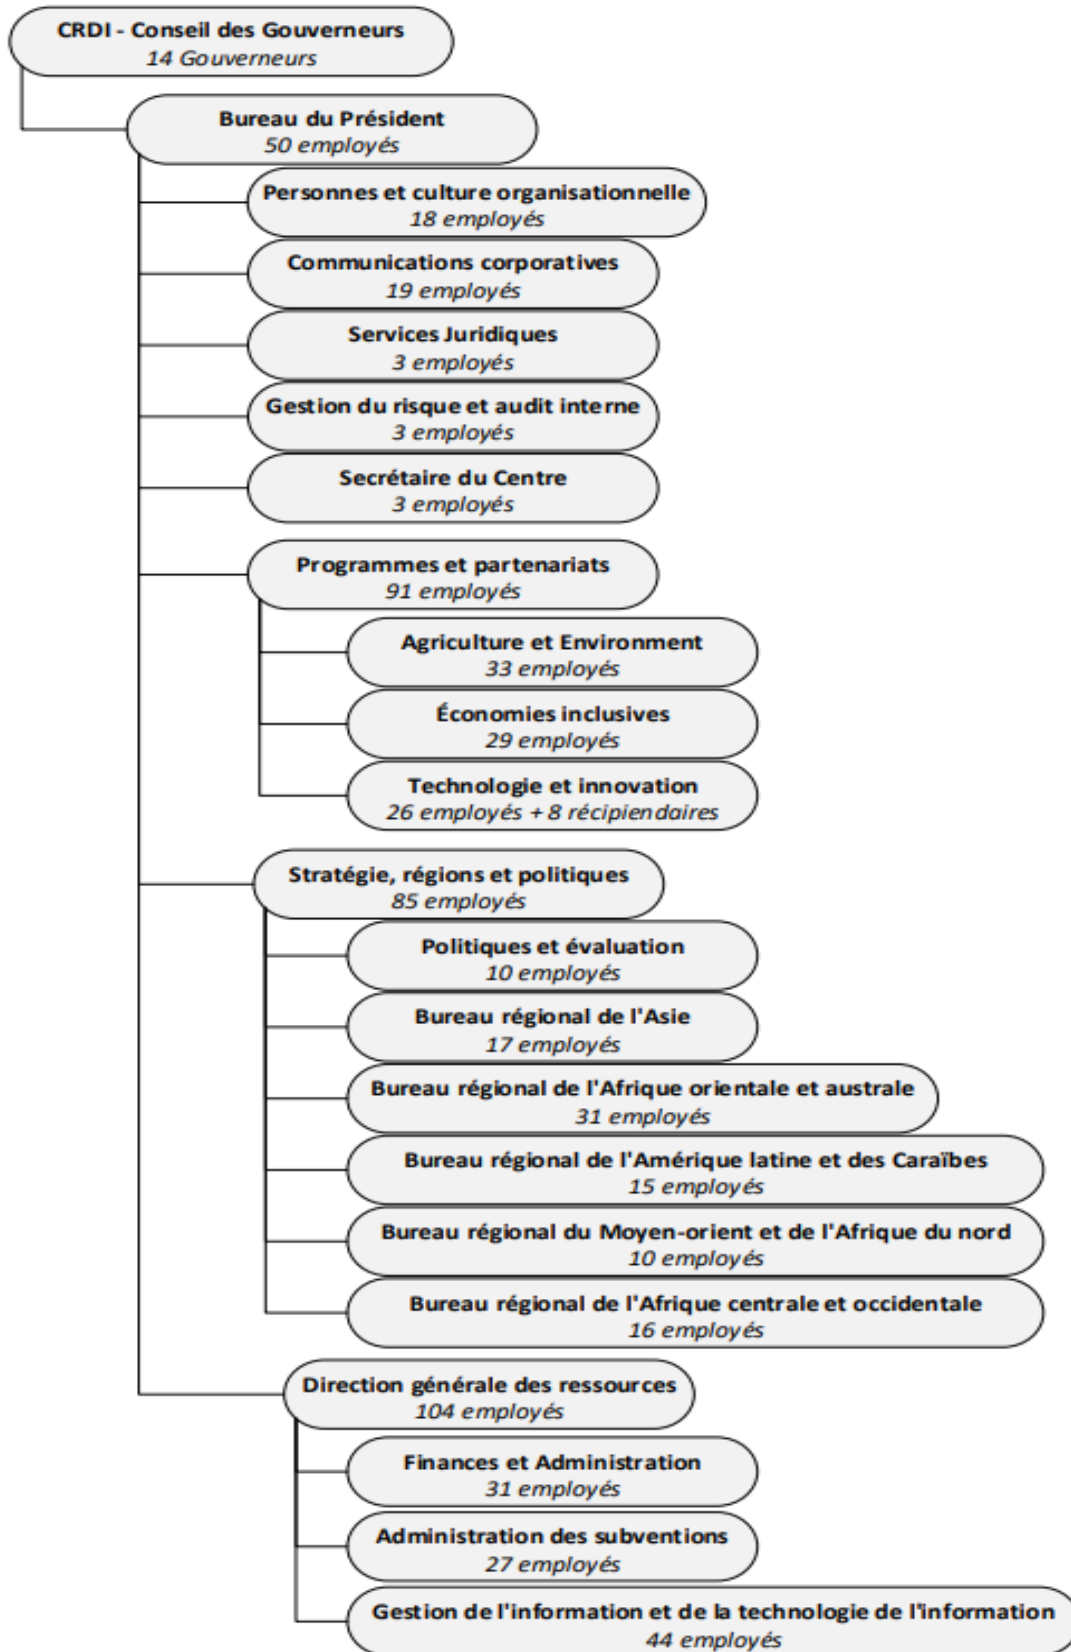 CRDI - Conseil des Gouverneurs
14 Gouverneurs
Bureau du Président
50 employés
Personnes et culture organisationnelle
18 employés
Communications corporatives
19 employés
Services Juridiques
3 employés
Gestion du risque et audit interne
3 employés
Secrétaire du Centre
3 employés
Programmes et partenariats
91 employés
Agriculture et Environment
33 employés
Économies inclusives
29 employés
Technologie et innovation
26 employés + 8 récipiendaires
Stratégie, régions et politiques
85 employés
Politiques et évaluation
10 employés
Bureau régional de l'Asie
17 employés
Bureau régional de l'Afrique orientale et australe
31 employés
Bureau régional de l'Amérique latine et des Caraïbes
15 employés
Bureau régional du Moyen-orient et de l'Afrique du nord
10 employés
Bureau régional de l'Afrique centrale et occidentale
16 employés
Direction générale des ressources
104 employés
Finances et Administration
31 employés
Administration des subventions
27 employés
Gestion de l'information et de la technologie de l'information
44 employés